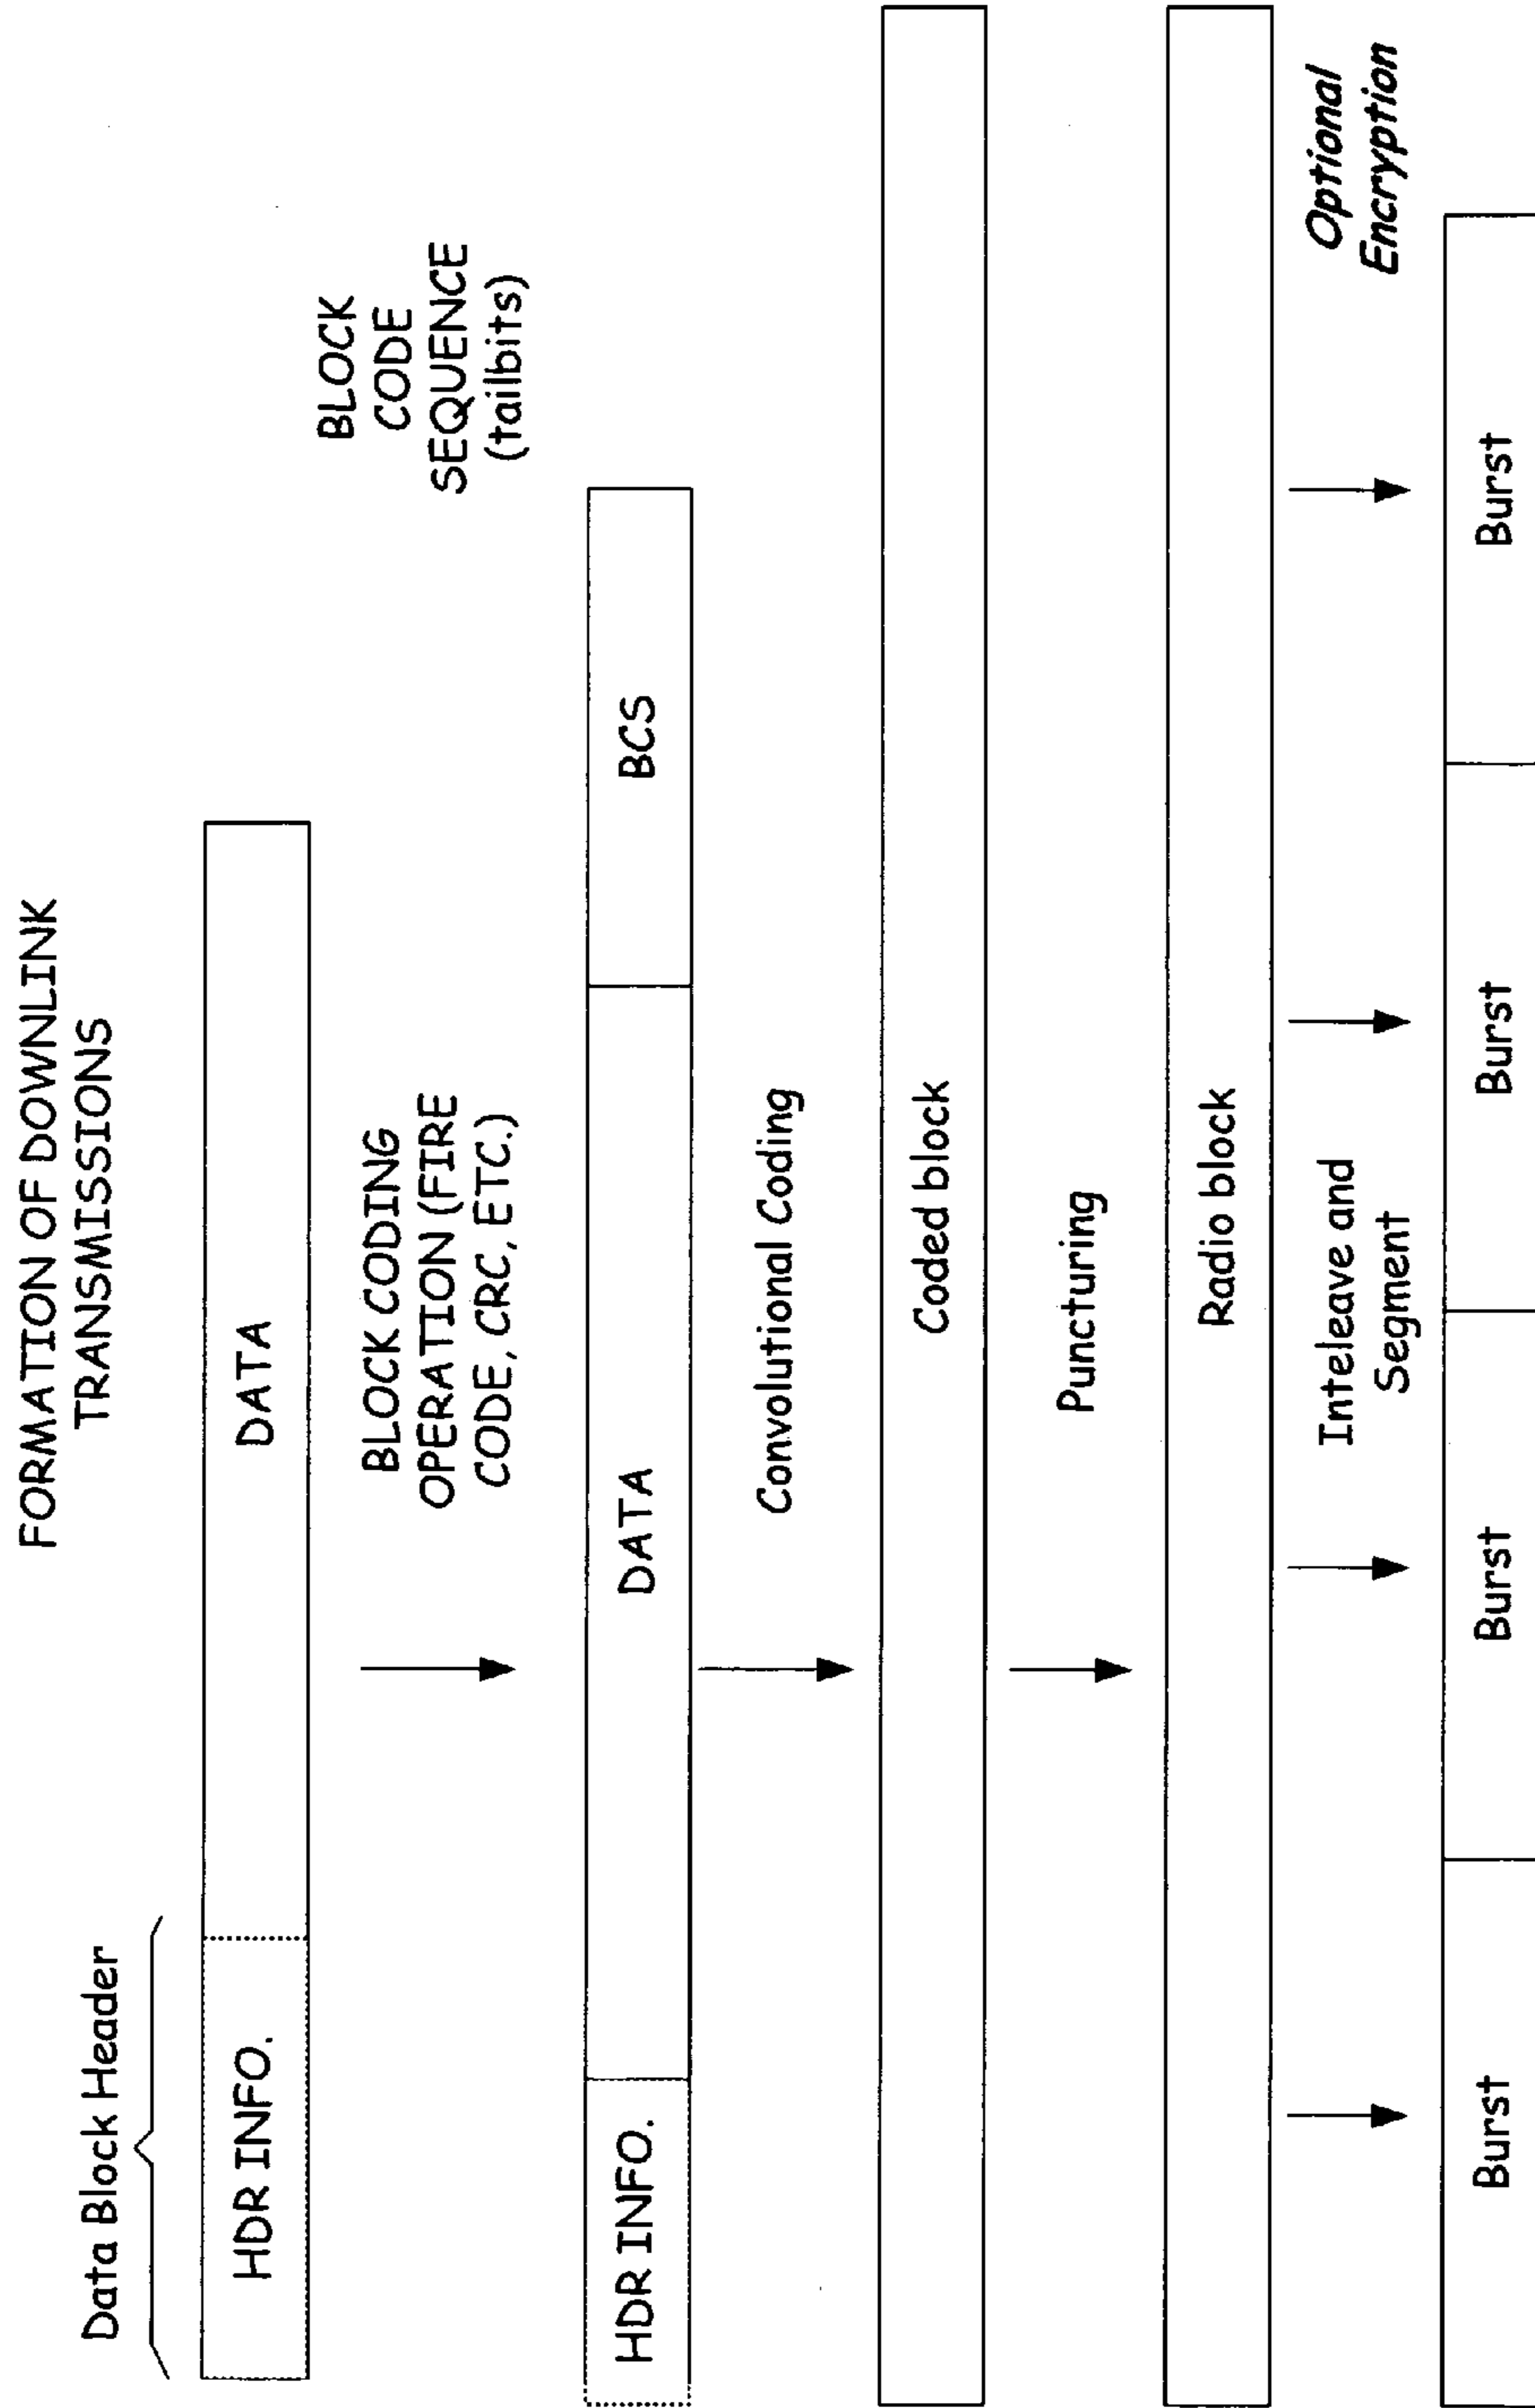 FORMATION OF DOWNLINK
TRANSMISSIONS
Data Block Header
HDR INFO.
DATA
BLOCK CODING
OPERATION (FIRE
CODE, CRC, ETC.)
BLOCK
CODE
SEQUENCE
(tailbits)
HDR INFO.
DATA
BCS
Convolutional Coding
Coded block
Puncturing
Radio block
Inteleave and
Segment
Optional
Encryption
Burst
Burst
Burst
Burst